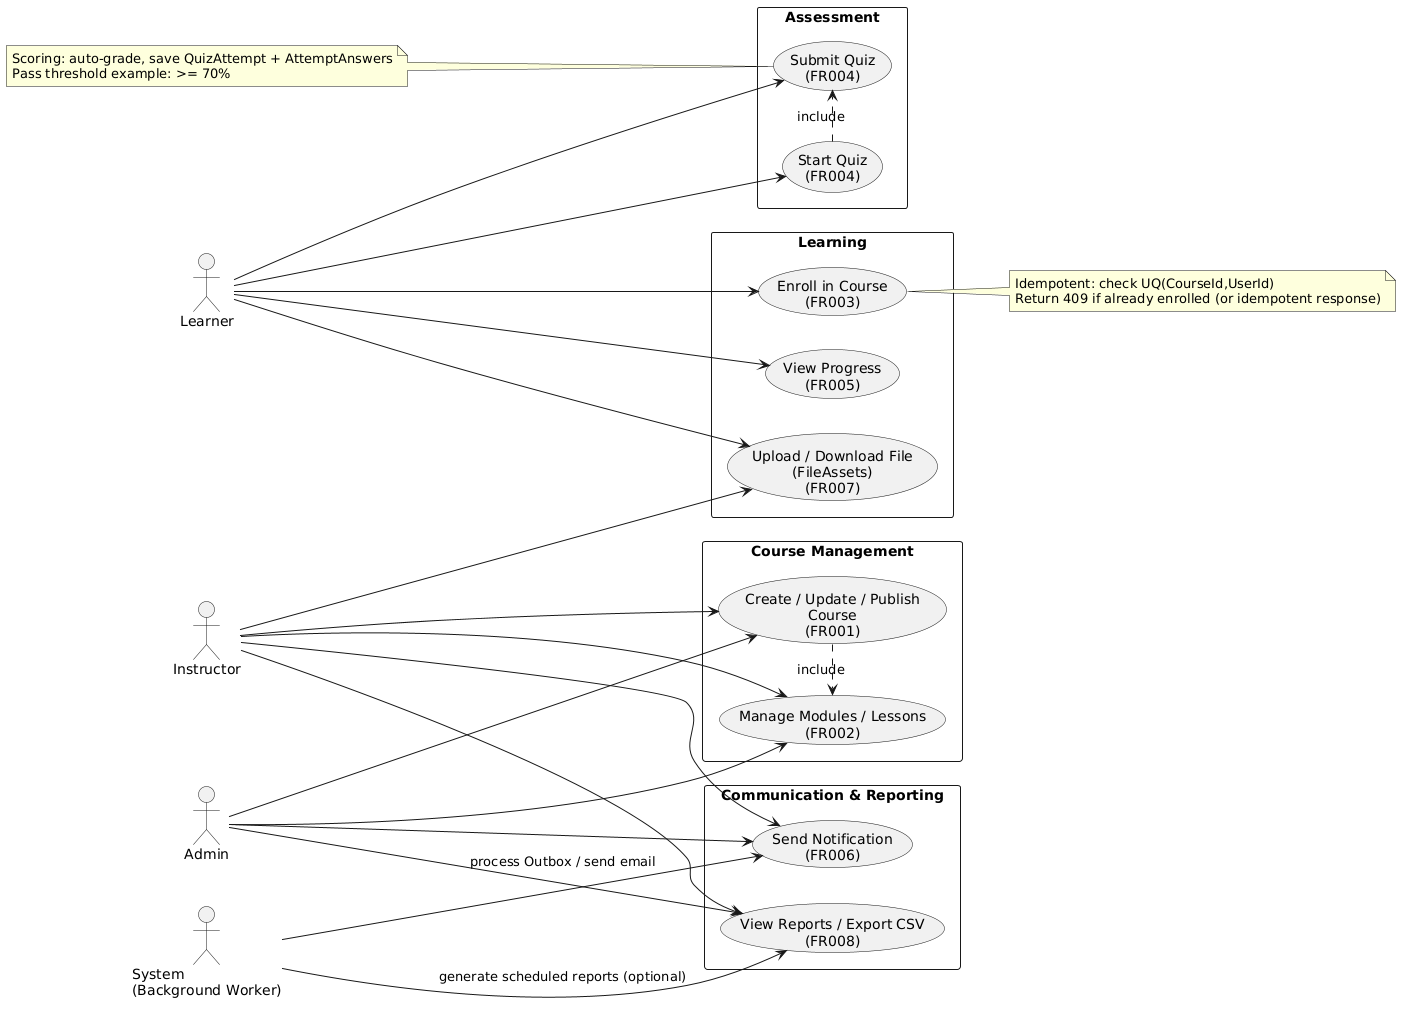 Assessment
Scoring: auto-grade, save QuizAttempt + AttemptAnswers
Pass threshold example: >= 70%
Submit Quiz
(FR004)
include
Start Quiz
(FR004)
Learning
Learner
Enroll in Course
(FR003)
Idempotent: check UQ(CourseId,UserId)
Return 409 if already enrolled (or idempotent response)
View Progress
(FR005)
Upload / Download File
(FileAssets)
(FR007)
Course Management
Instructor
Create / Update / Publish
Course
(FR001)
include
Manage Modules / Lessons
(FR002)
Communication & Reporting
Admin
Send Notification
(FR006)
process Outbox / send email
View Reports / Export CSV
(FR008)
System
(Background Worker)
generate scheduled reports (optional)